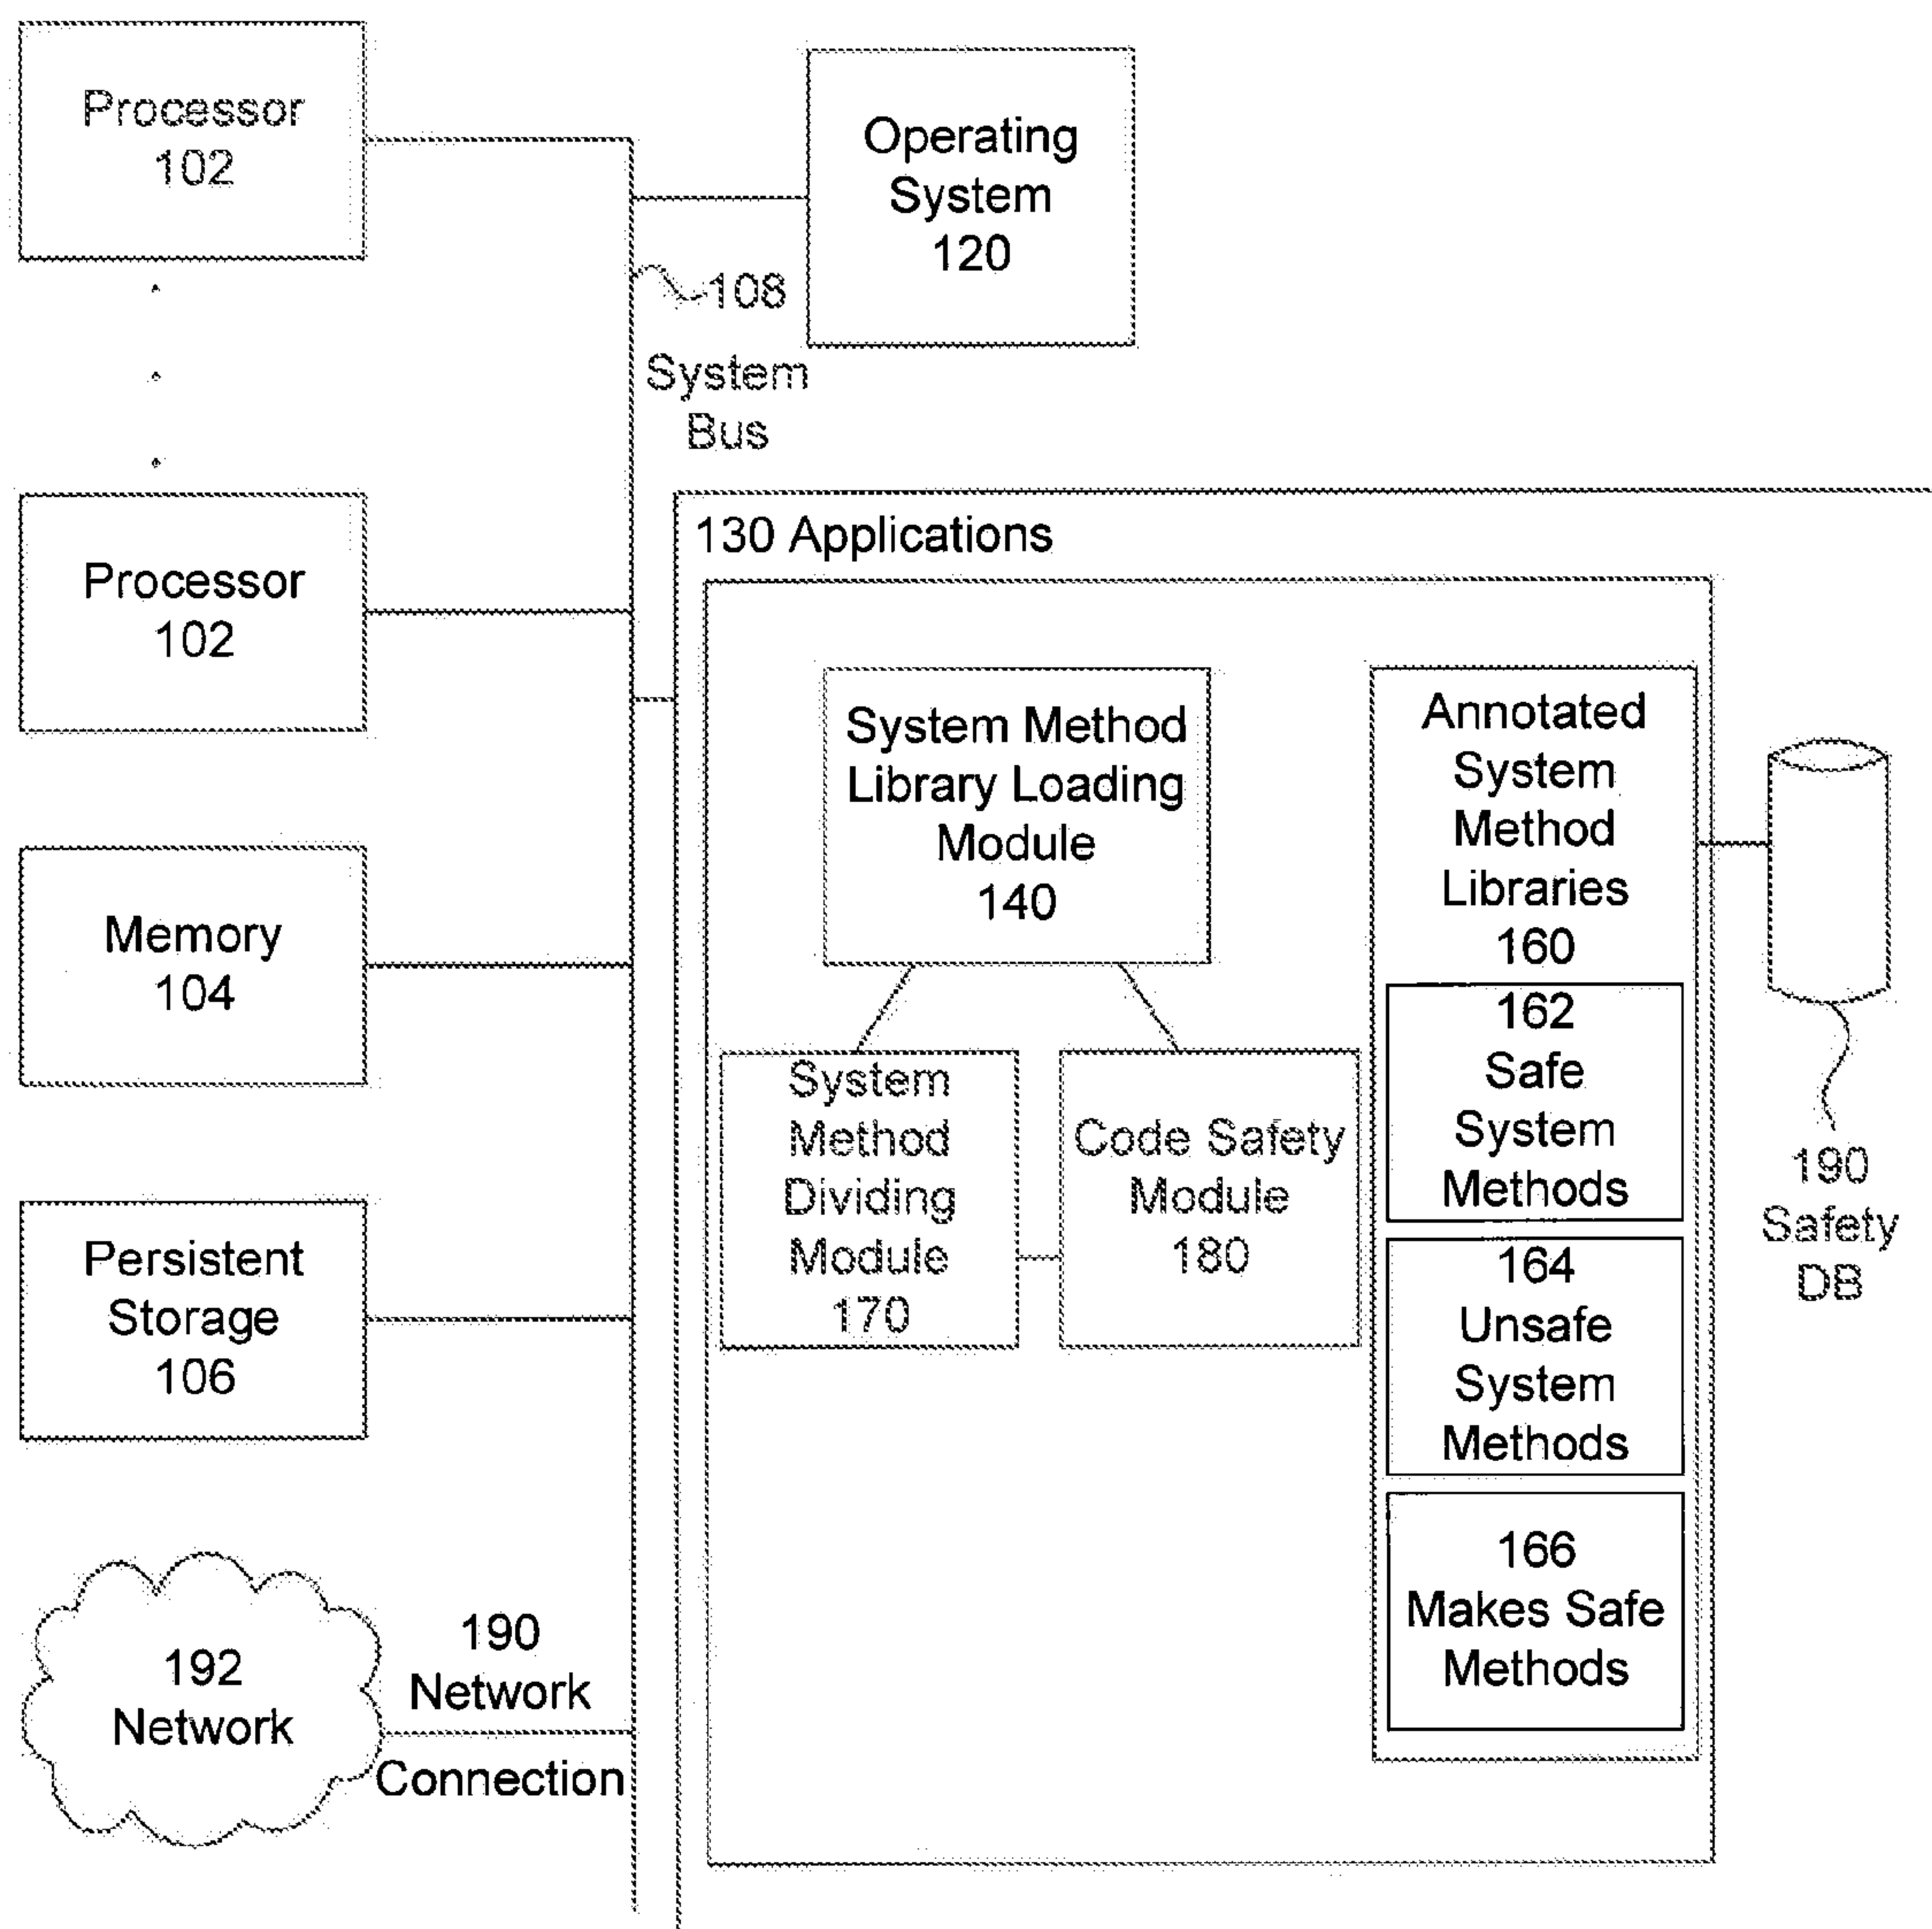 Processor
102
Operating
System
120
108
System
Bus
Processor
102
Memory
104
Persistent
Storage
106
192
Network
190
Network
Connection
130 Applications
System Method
Library Loading
Module
140
System
Method
Dividing
Module
170
Code Safety
Module
180
Annotated
System
Method
Libraries
160
162
Safe
System
Methods
164
Unsafe
System
Methods
166
Makes Safe
Methods
190
Safety
DB